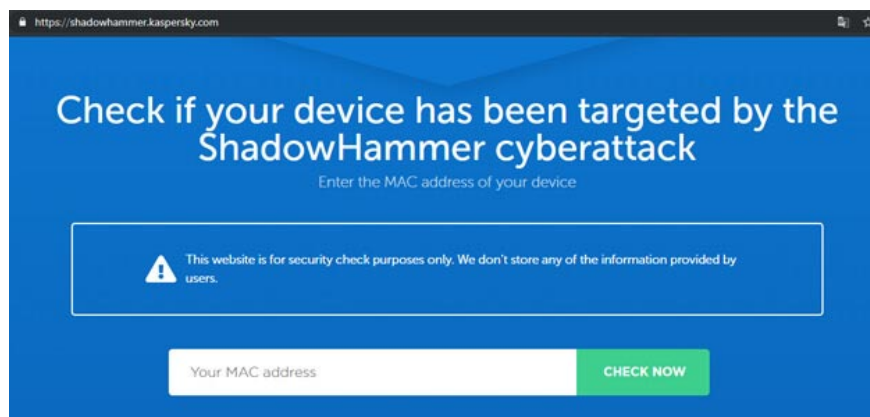 https://shadowhammer.kaspersky.com
Check if your device has been targeted by the
ShadowHammer cyberattack
Enter the MAC address of your device
This website is for security check purposes only. We don't store any of the information provided by
users.
Your MAC address
CHECK NOW